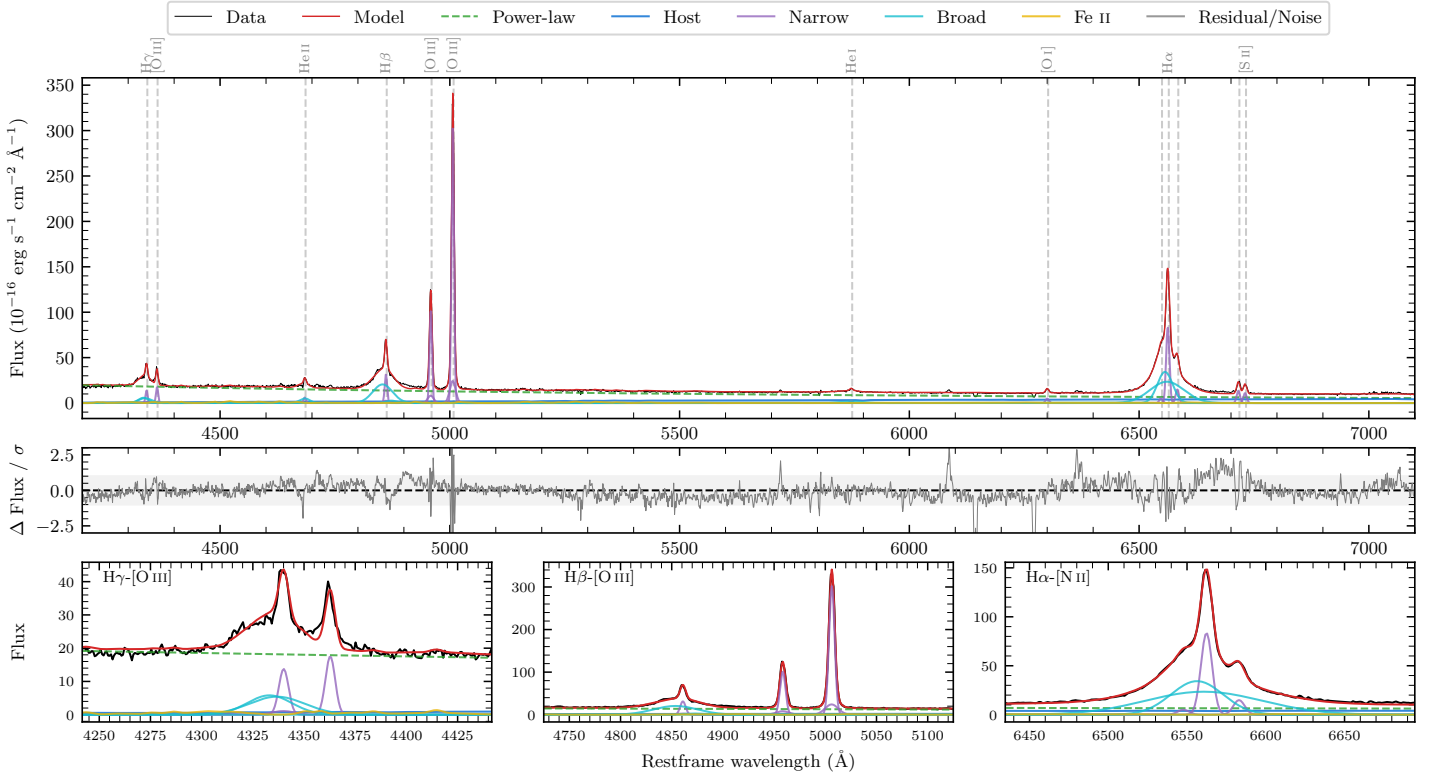 Data Model Power-law Host Narrow Broad Fe II Residual/Noise
Hγ [O III] He II Hβ [O III] [O III] He I [O I] Hα [S II]
Flux (10⁻¹⁶ erg s⁻¹ cm⁻² Å⁻¹)
350
300
250
200
150
100
50
0
4500 5000 5500 6000 6500 7000
Δ Flux / σ
2.5
0.0
−2.5
4500 5000 5500 6000 6500 7000
Flux
Hγ-[O III]
40
30
20
10
0
4250 4275 4300 4325 4350 4375 4400 4425
Hβ-[O III]
300
200
100
0
4750 4800 4850 4900 4950 5000 5050 5100
Hα-[N II]
150
100
50
0
6450 6500 6550 6600 6650
Restframe wavelength (Å)